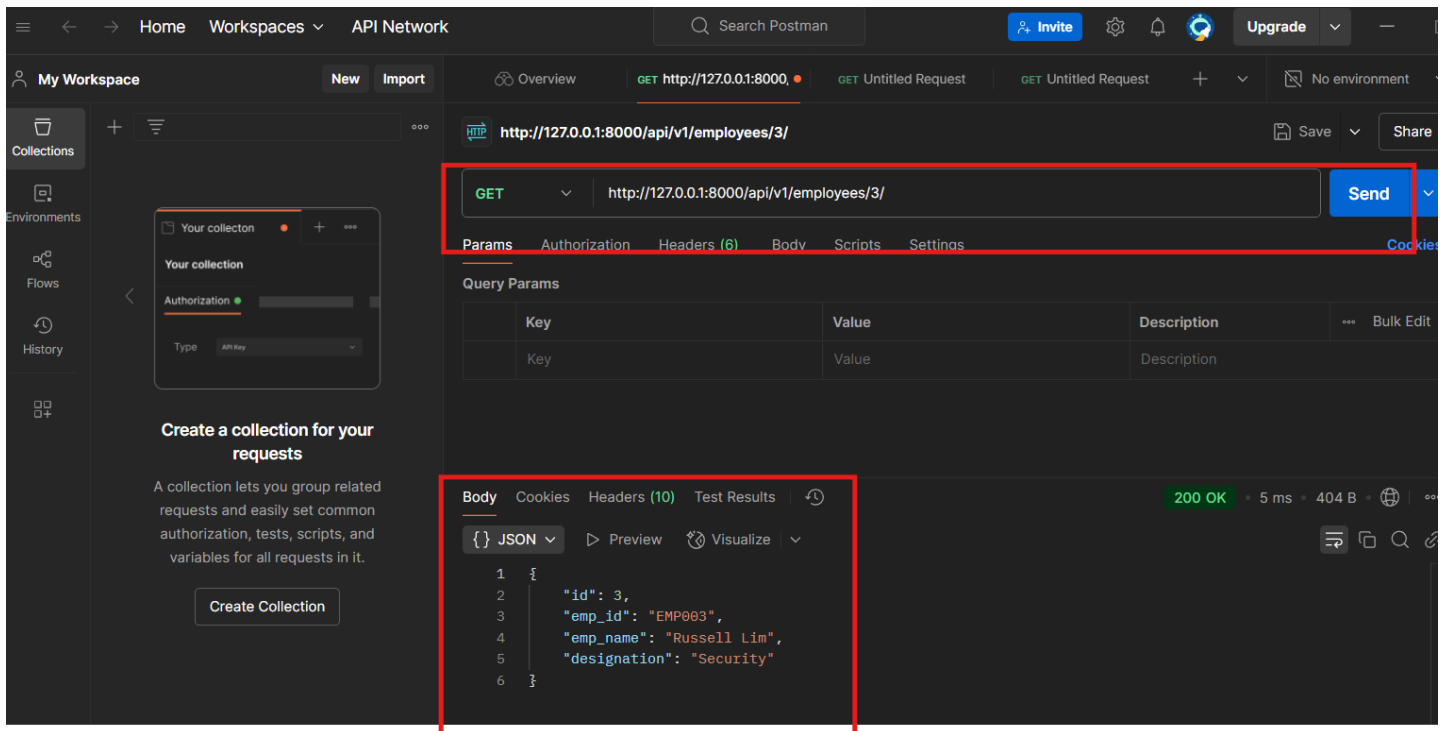 Home Workspaces API Network Search Postman Invite Upgrade
My Workspace New Import Overview GET http://127.0.0.1:8000, GET Untitled Request GET Untitled Request No environment
Collections
Environments
Flows
History
Your collecton
Your collection
Authorization
Type API Key
Create a collection for your
requests
A collection lets you group related
requests and easily set common
authorization, tests, scripts, and
variables for all requests in it.
Create Collection
HTTP http://127.0.0.1:8000/api/v1/employees/3/ Save Share
GET http://127.0.0.1:8000/api/v1/employees/3/ Send
Params Authorization Headers (6) Body Scripts Settings Cookies
Query Params
Key Value Description Bulk Edit
Key Value Description
Body Cookies Headers (10) Test Results 200 OK 5 ms 404 B
{} JSON Preview Visualize
1 {
2 "id": 3,
3 "emp_id": "EMP003",
4 "emp_name": "Russell Lim",
5 "designation": "Security"
6 }